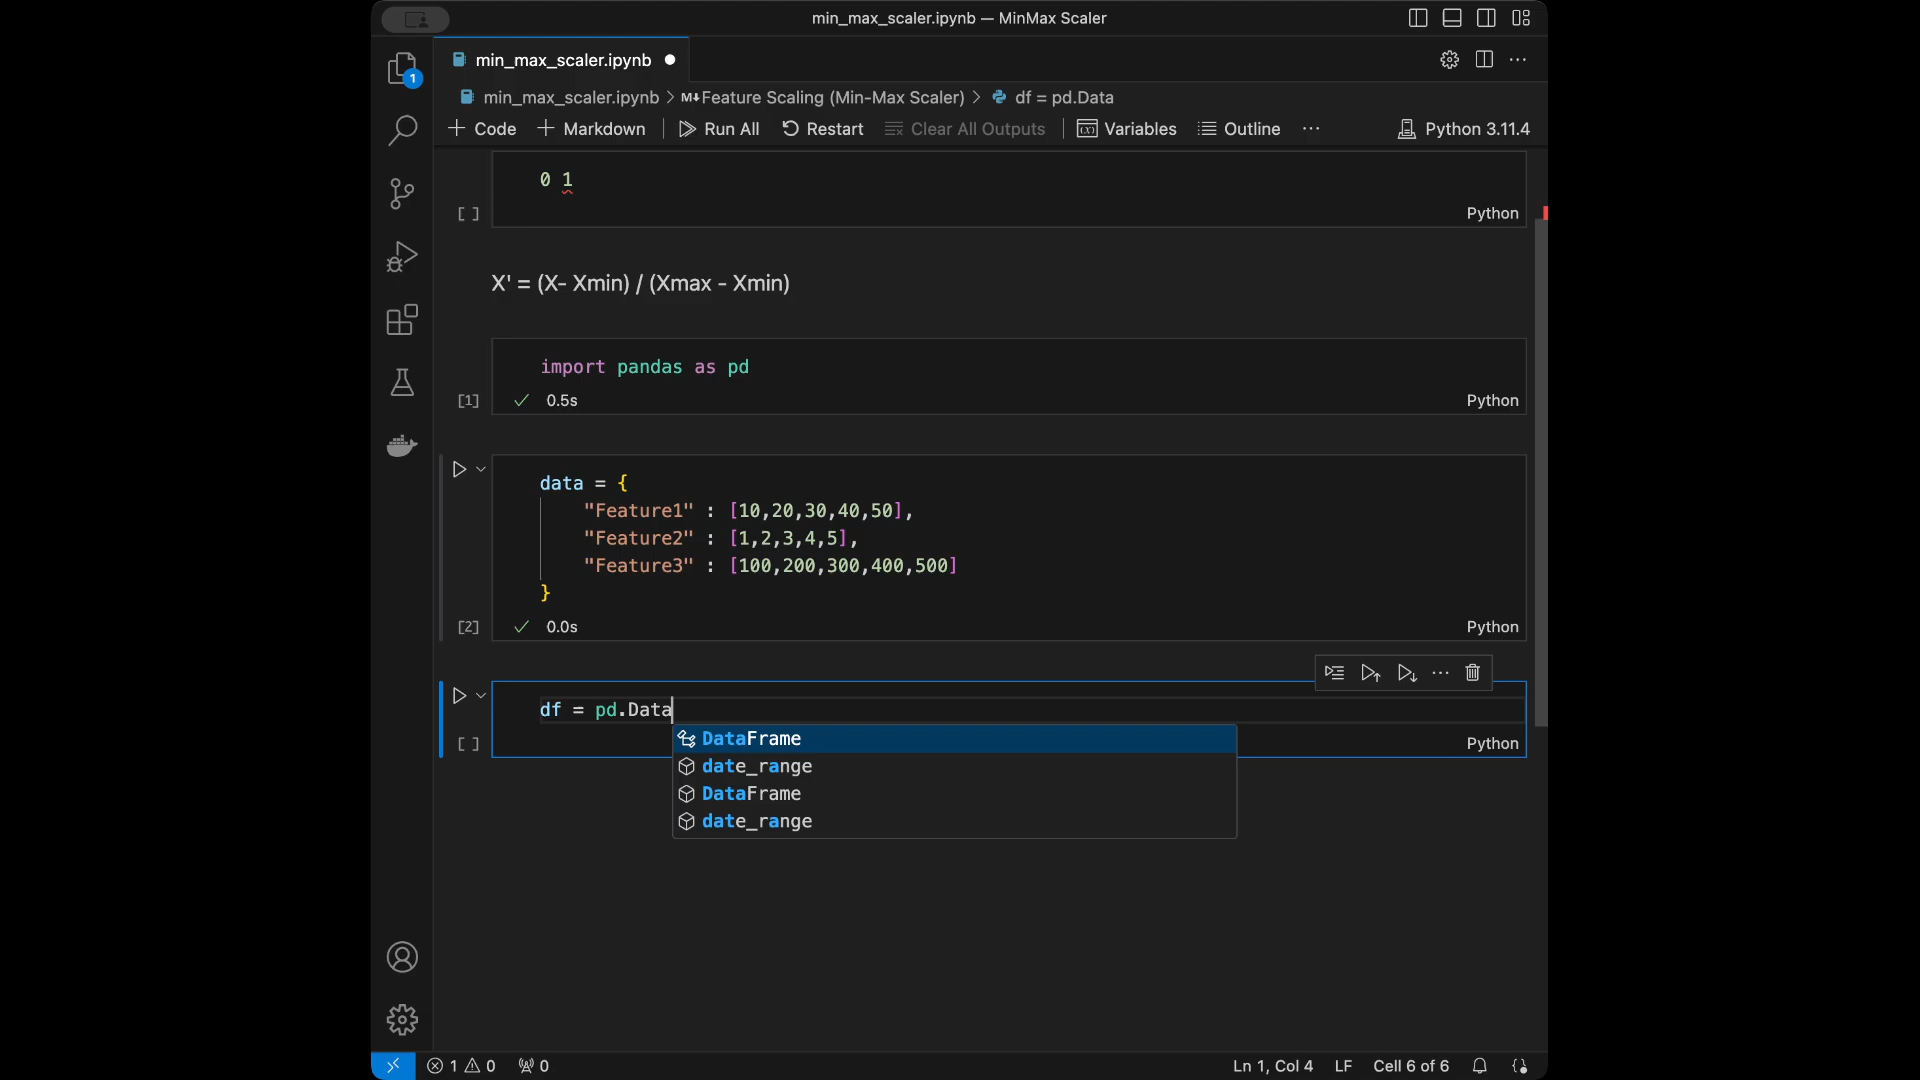 min_max_scaler.ipynb — MinMax Scaler
1
min_max_scaler.ipynb
min_max_scaler.ipynb > M↓Feature Scaling (Min-Max Scaler) > df = pd.Data
Code Markdown Run All Restart Clear All Outputs Variables Outline ... Python 3.11.4
0 1
[ ] Python
X' = (X- Xmin) / (Xmax - Xmin)
import pandas as pd
[1] 0.5s Python
data = {
"Feature1" : [10,20,30,40,50],
"Feature2" : [1,2,3,4,5],
"Feature3" : [100,200,300,400,500]
}
[2] 0.0s Python
df = pd.Data
DataFrame
[ ] Python
date_range
DataFrame
date_range
1 0 0 Ln 1, Col 4 LF Cell 6 of 6